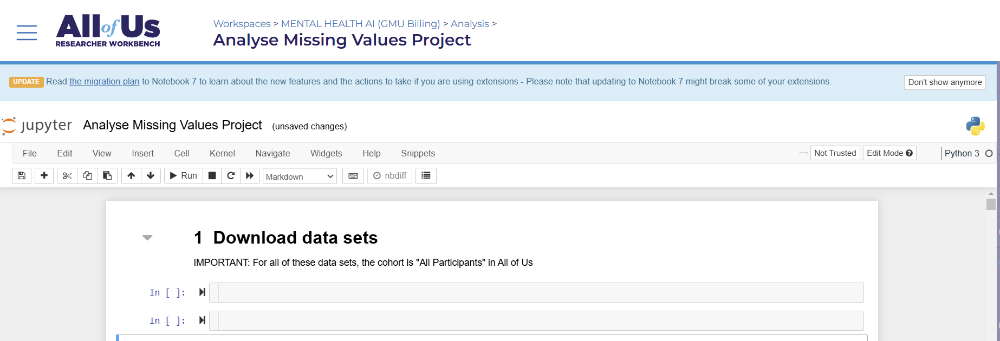 All of Us
RESEARCHER WORKBENCH
Workspaces > MENTAL HEALTH AI (GMU Billing) > Analysis >
Analyse Missing Values Project
UPDATE Read the migration plan to Notebook 7 to learn about the new features and the actions to take if you are using extensions - Please note that updating to Notebook 7 might break some of your extensions. Don't show anymore
jupyter Analyse Missing Values Project (unsaved changes)
File Edit View Insert Cell Kernel Navigate Widgets Help Snippets Not Trusted Edit Mode Python 3
Run Markdown nbdiff
1 Download data sets
IMPORTANT: For all of these data sets, the cohort is "All Participants" in All of Us
In [ ]:
In [ ]: